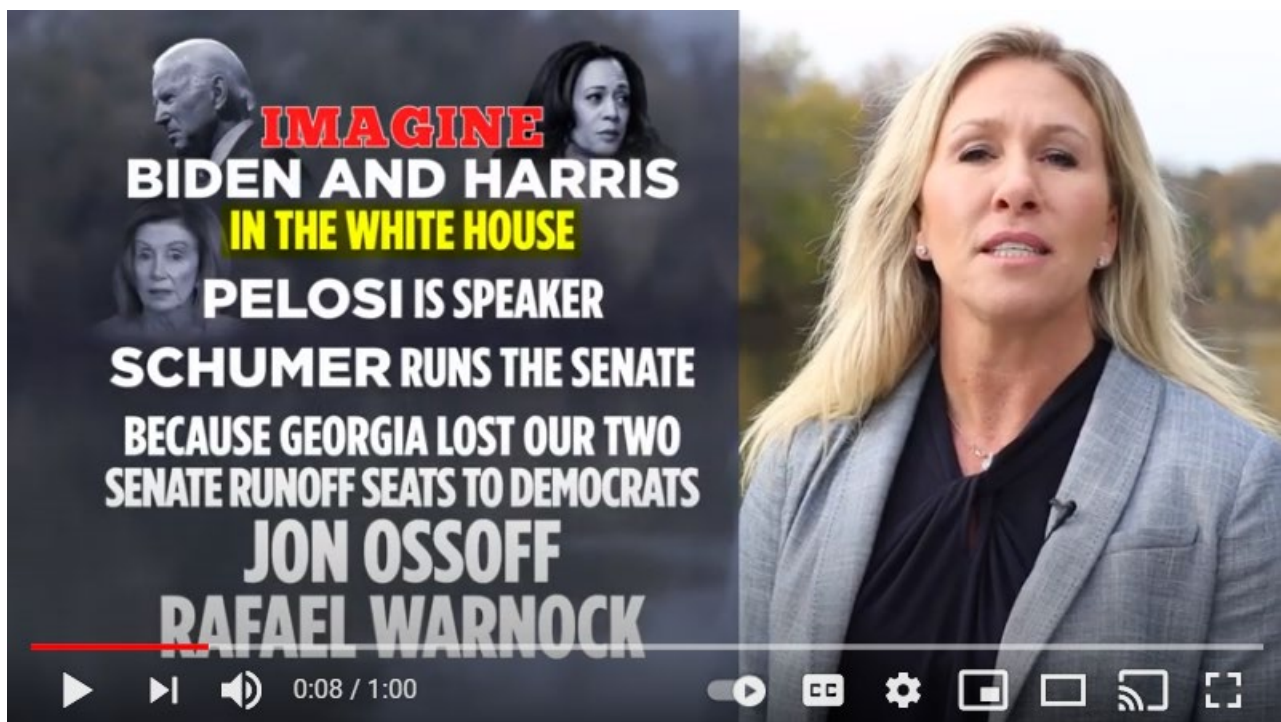 IMAGINE
BIDEN AND HARRIS
IN THE WHITE HOUSE
PELOSI IS SPEAKER
SCHUMER RUNS THE SENATE
BECAUSE GEORGIA LOST OUR TWO
SENATE RUNOFF SEATS TO DEMOCRATS
JON OSSOFF
RAFAEL WARNOCK
0:08 / 1:00
CC